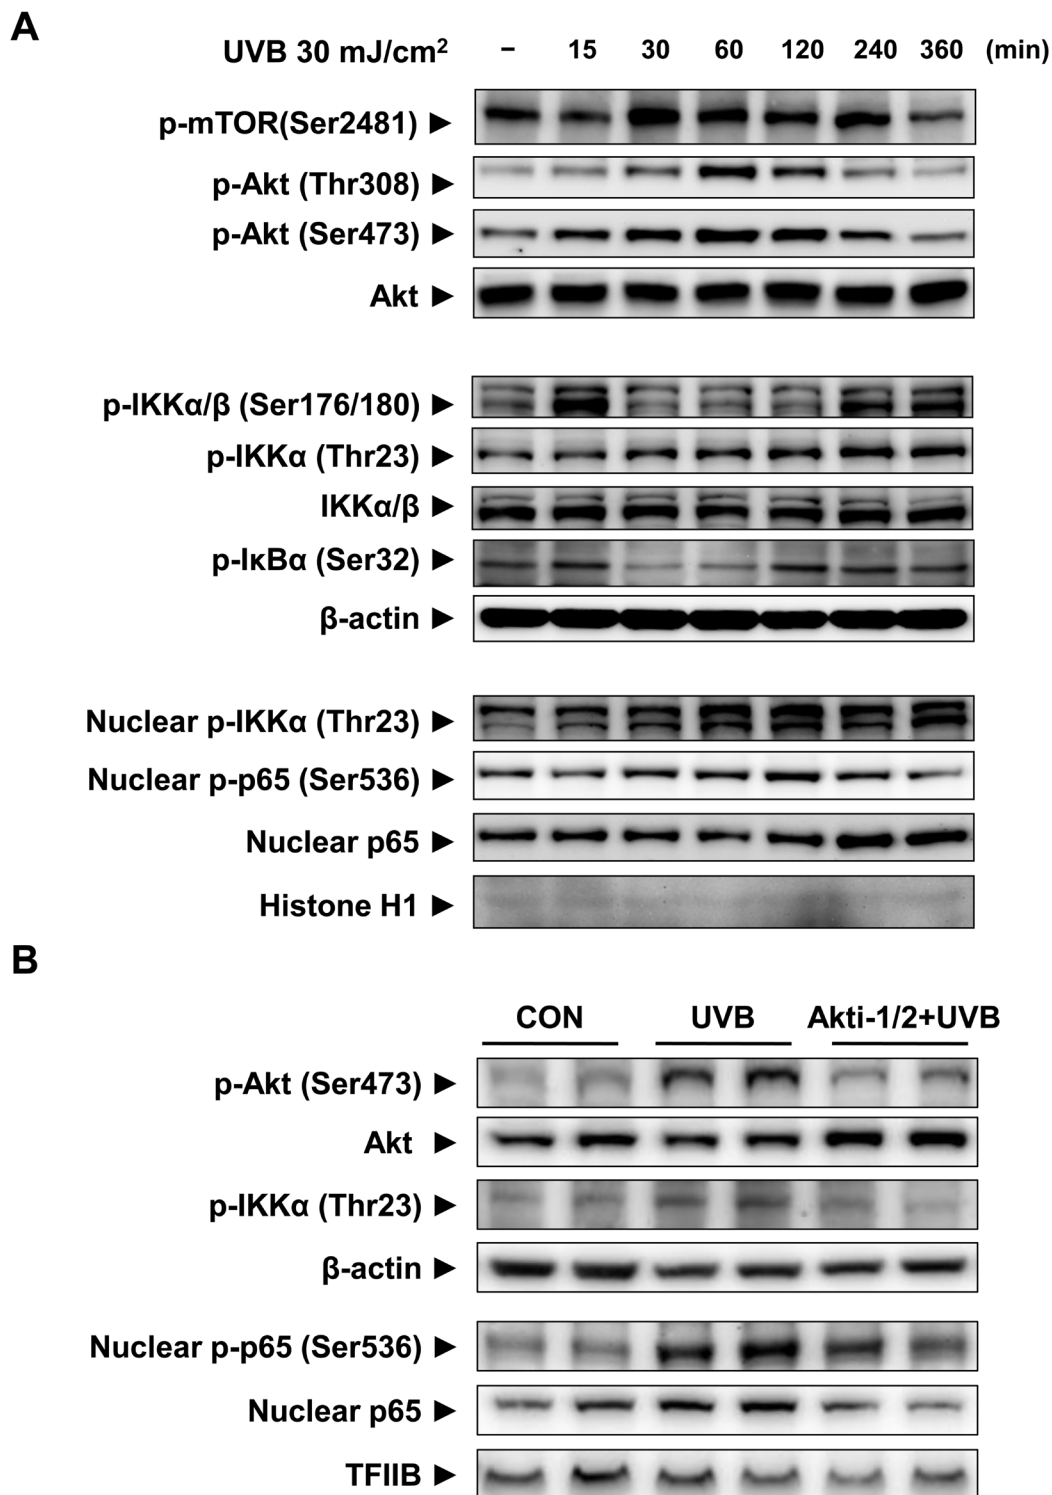 A
UVB 30 mJ/cm² − 15 30 60 120 240 360 (min)
p-mTOR(Ser2481) ►
p-Akt (Thr308) ►
p-Akt (Ser473) ►
Akt ►
p-IKKα/β (Ser176/180) ►
p-IKKα (Thr23) ►
IKKα/β ►
p-IκBα (Ser32) ►
β-actin ►
Nuclear p-IKKα (Thr23) ►
Nuclear p-p65 (Ser536) ►
Nuclear p65 ►
Histone H1 ►
B
CON UVB Akti-1/2+UVB
p-Akt (Ser473) ►
Akt ►
p-IKKα (Thr23) ►
β-actin ►
Nuclear p-p65 (Ser536) ►
Nuclear p65 ►
TFIIB ►